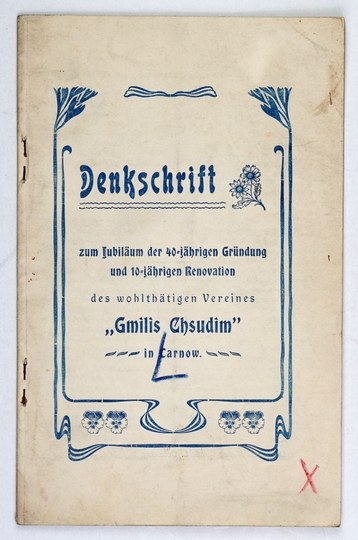 Denkschrift
zum Jubiläum der 40-jährigen Gründung
und 10-jährigen Renovation
des wohlthätigen Vereines
„Gmilis Chsudim”
in Tarnow.
X